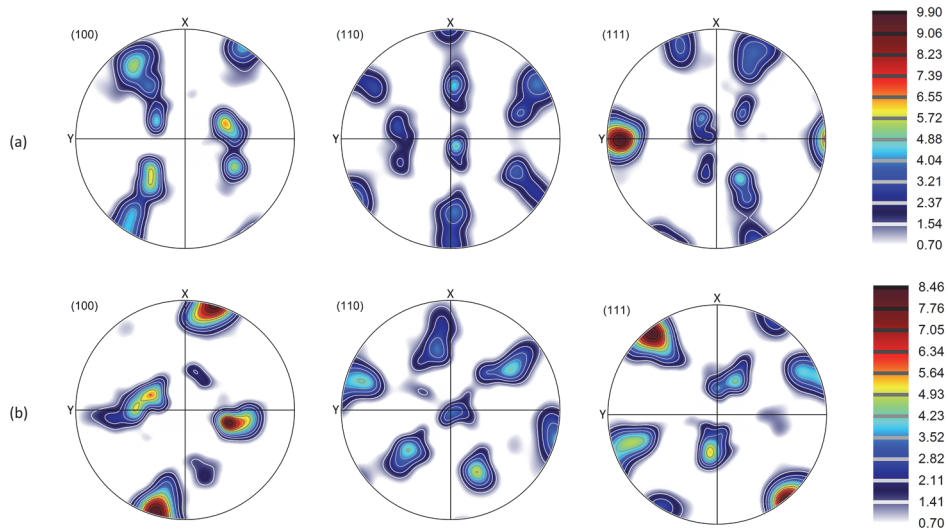 X
X
X
(100)
(110)
(111)
(a)
Y
Y
Y
9.90
9.06
8.23
7.39
6.55
5.72
4.88
4.04
3.21
2.37
1.54
0.70
X
X
X
(100)
(110)
(111)
(b)
Y
Y
Y
8.46
7.76
7.05
6.34
5.64
4.93
4.23
3.52
2.82
2.11
1.41
0.70